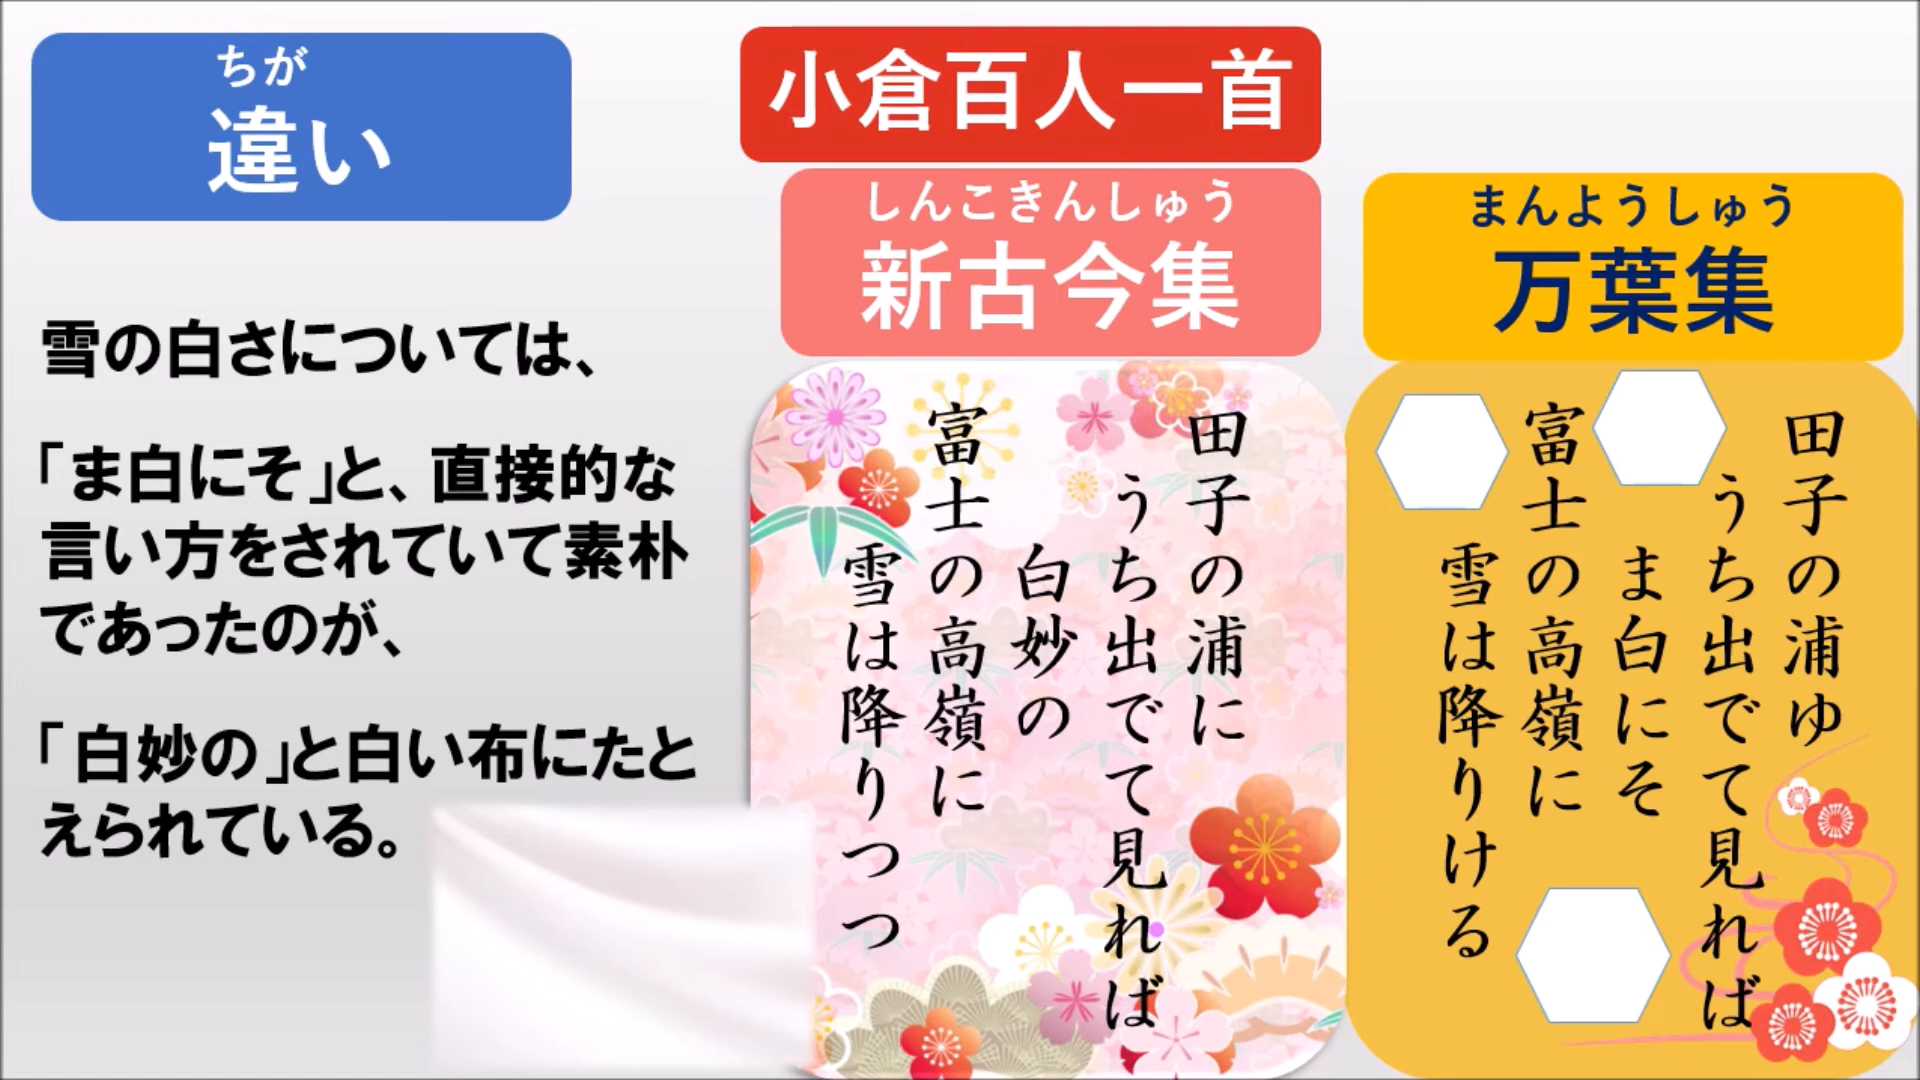 ちが
違い
雪の白さについては、
「ま白にそ」と、直接的な
言い方をされていて素朴
であったのが、
「白妙の」と白い布にたと
えられている。
小倉百人一首
しんこきんしゅう
新古今集
田子の浦に
うち出でて見れば
白妙の
富士の高嶺に
雪は降りつつ
まんようしゅう
万葉集
田子の浦ゆ
うち出でて見れば
ま白にそ
富士の高嶺に
雪は降りける